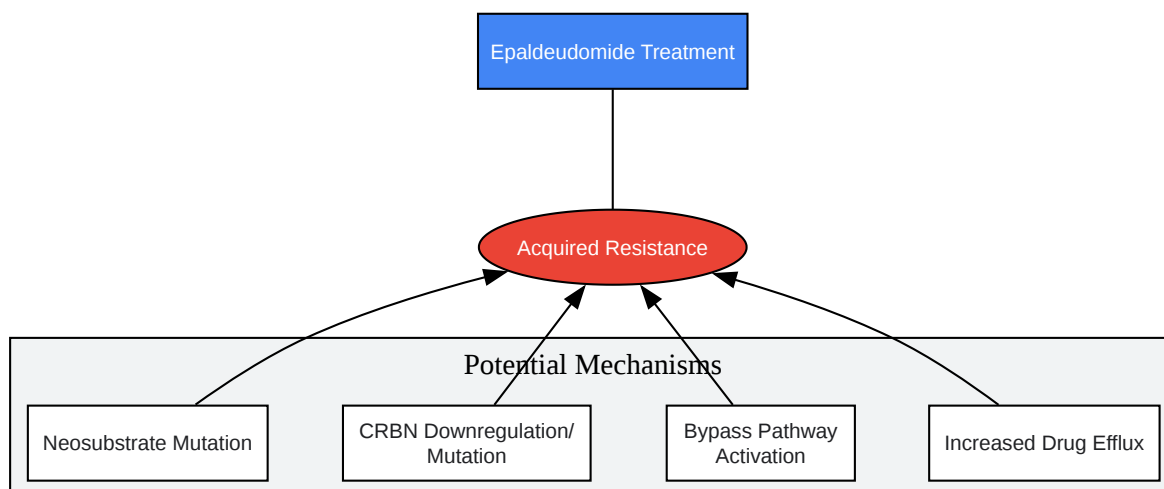 Epaldeudomide Treatment
Acquired Resistance
Potential Mechanisms
Neosubstrate Mutation
CRBN Downregulation/
Mutation
Bypass Pathway
Activation
Increased Drug Efflux